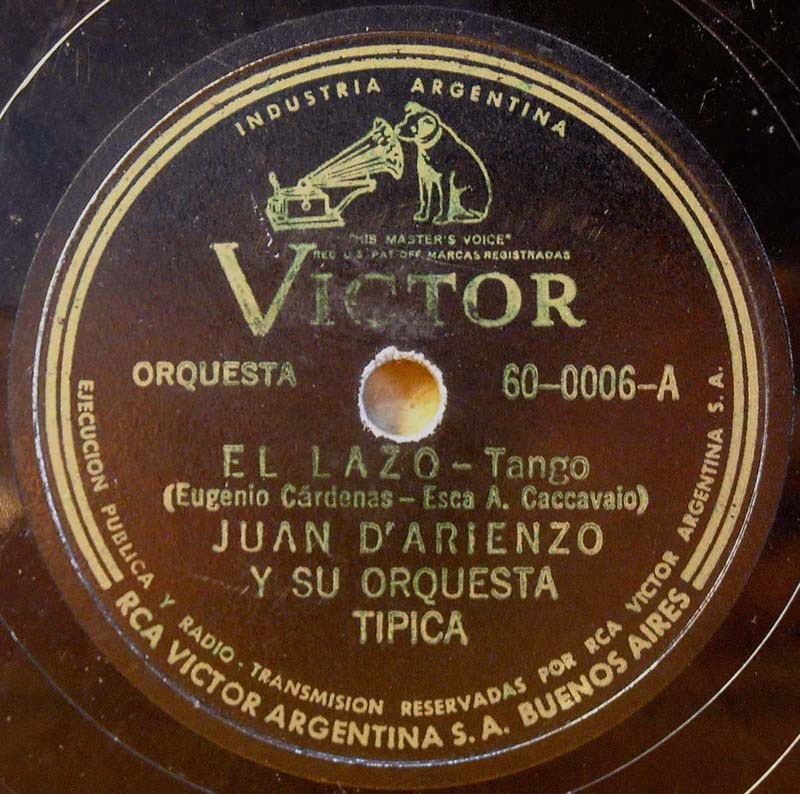 INDUSTRIA ARGENTINA
"HIS MASTER'S VOICE"
REG. U.S. PAT. OFF. MARCAS REGISTRADAS
VICTOR
ORQUESTA 60-0006-A
EL LAZO - Tango
(Eugenio Cárdenas - Esca A. Caccavaio)
JUAN D'ARIENZO
Y SU ORQUESTA
TIPICA
EJECUCION PUBLICA Y RADIO-TRANSMISION RESERVADAS POR RCA VICTOR ARGENTINA S.A.
RCA VICTOR ARGENTINA S.A. BUENOS AIRES